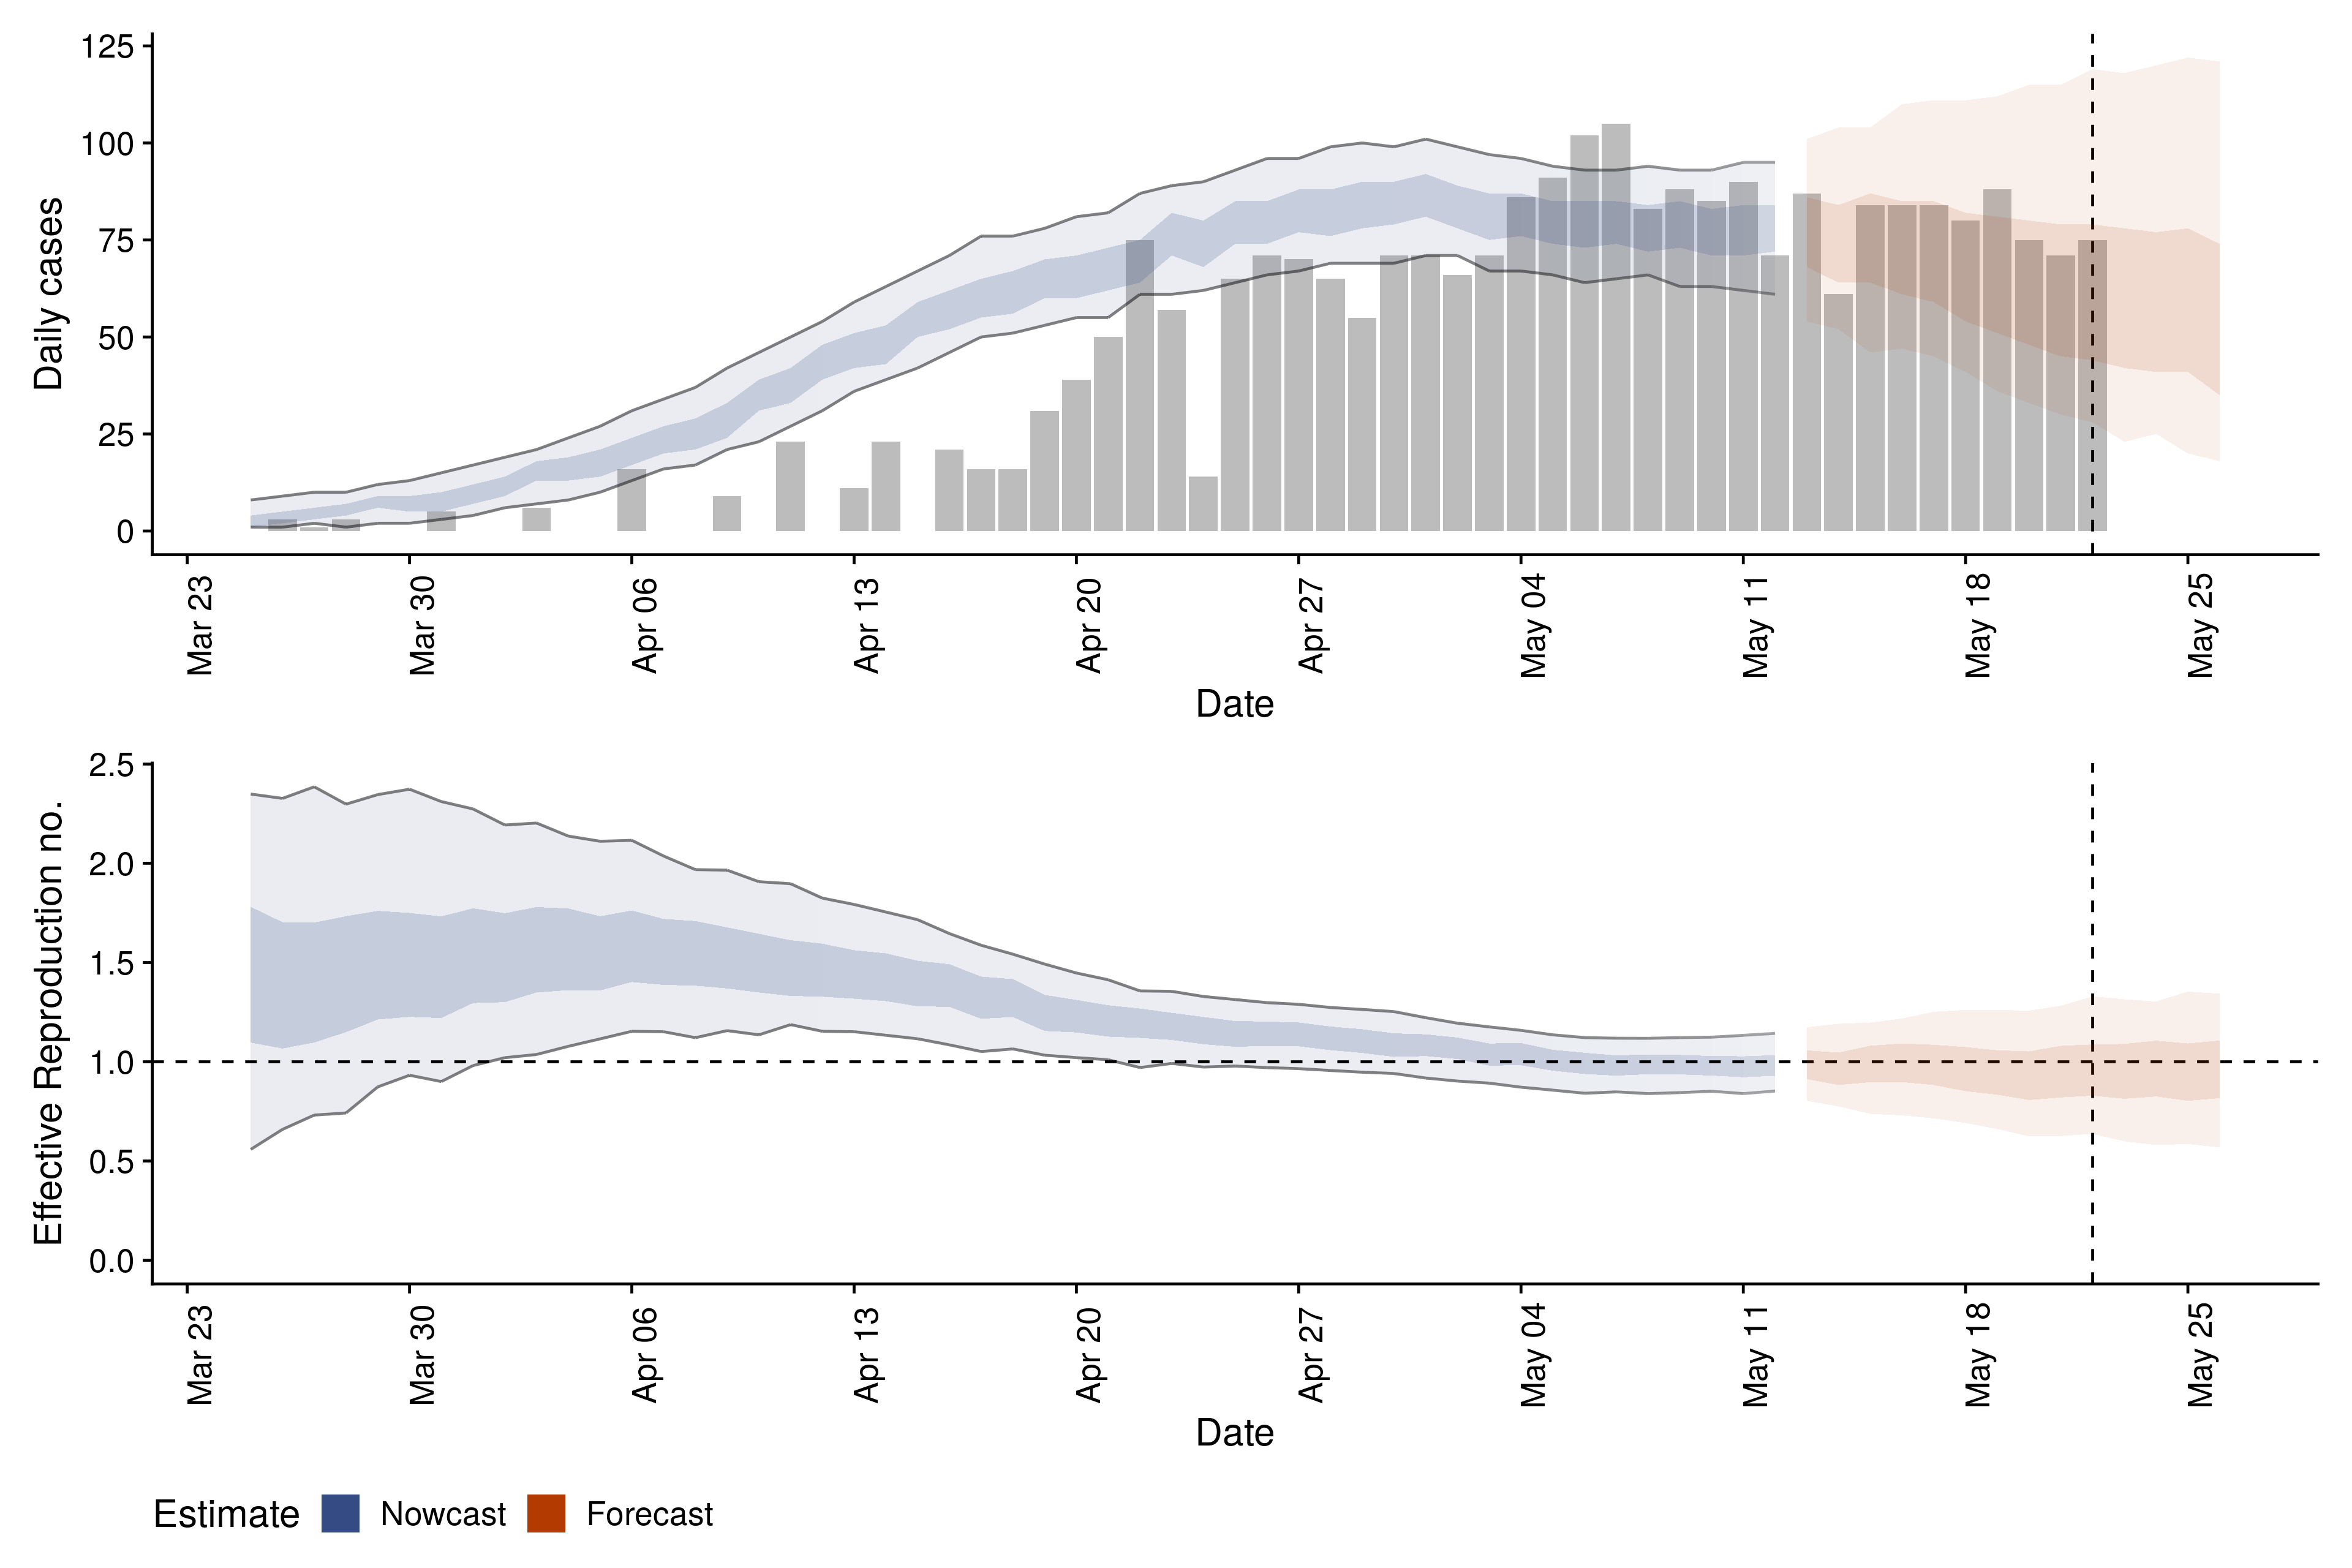 125
100
75
50
25
0
Daily cases
Mar 23 Mar 30 Apr 06 Apr 13 Apr 20 Apr 27 May 04 May 11 May 18 May 25
Date
2.5
2.0
1.5
1.0
0.5
0.0
Effective Reproduction no.
Mar 23 Mar 30 Apr 06 Apr 13 Apr 20 Apr 27 May 04 May 11 May 18 May 25
Date
Estimate Nowcast Forecast